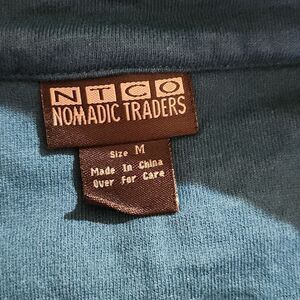 NTCO
NOMADIC TRADERS
Size M
Made In China
Over For Care